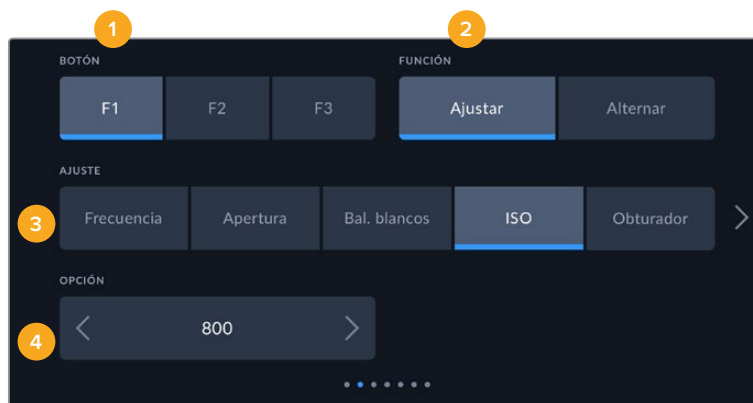 1 2
BOTÓN FUNCIÓN
F1 F2 F3 Ajustar Alternar
AJUSTE
3 Frecuencia Apertura Bal. blancos ISO Obturador
OPCIÓN
4 800